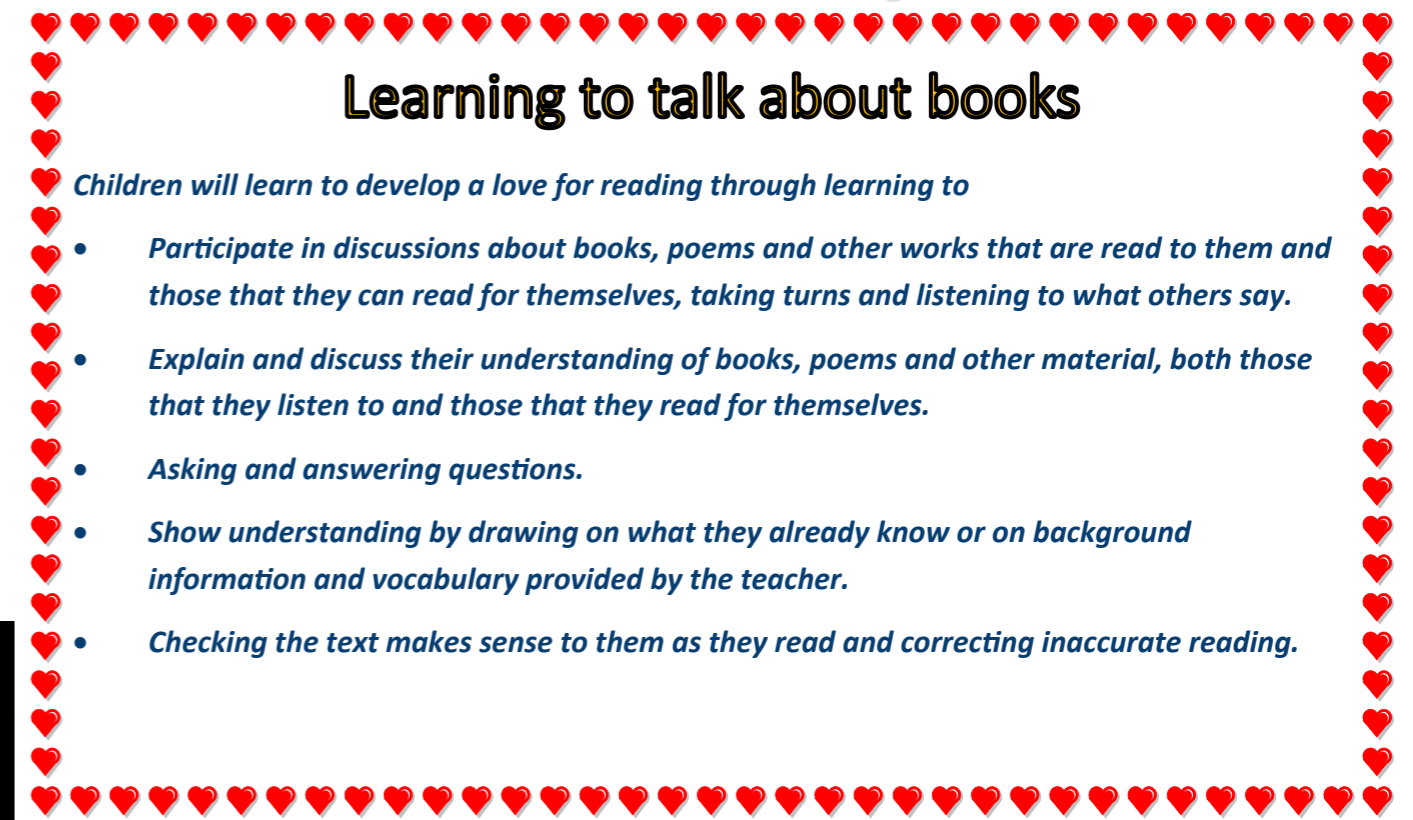 Learning to talk about books
Children will learn to develop a love for reading through learning to
• Participate in discussions about books, poems and other works that are read to them and
those that they can read for themselves, taking turns and listening to what others say.
• Explain and discuss their understanding of books, poems and other material, both those
that they listen to and those that they read for themselves.
• Asking and answering questions.
• Show understanding by drawing on what they already know or on background
information and vocabulary provided by the teacher.
• Checking the text makes sense to them as they read and correcting inaccurate reading.